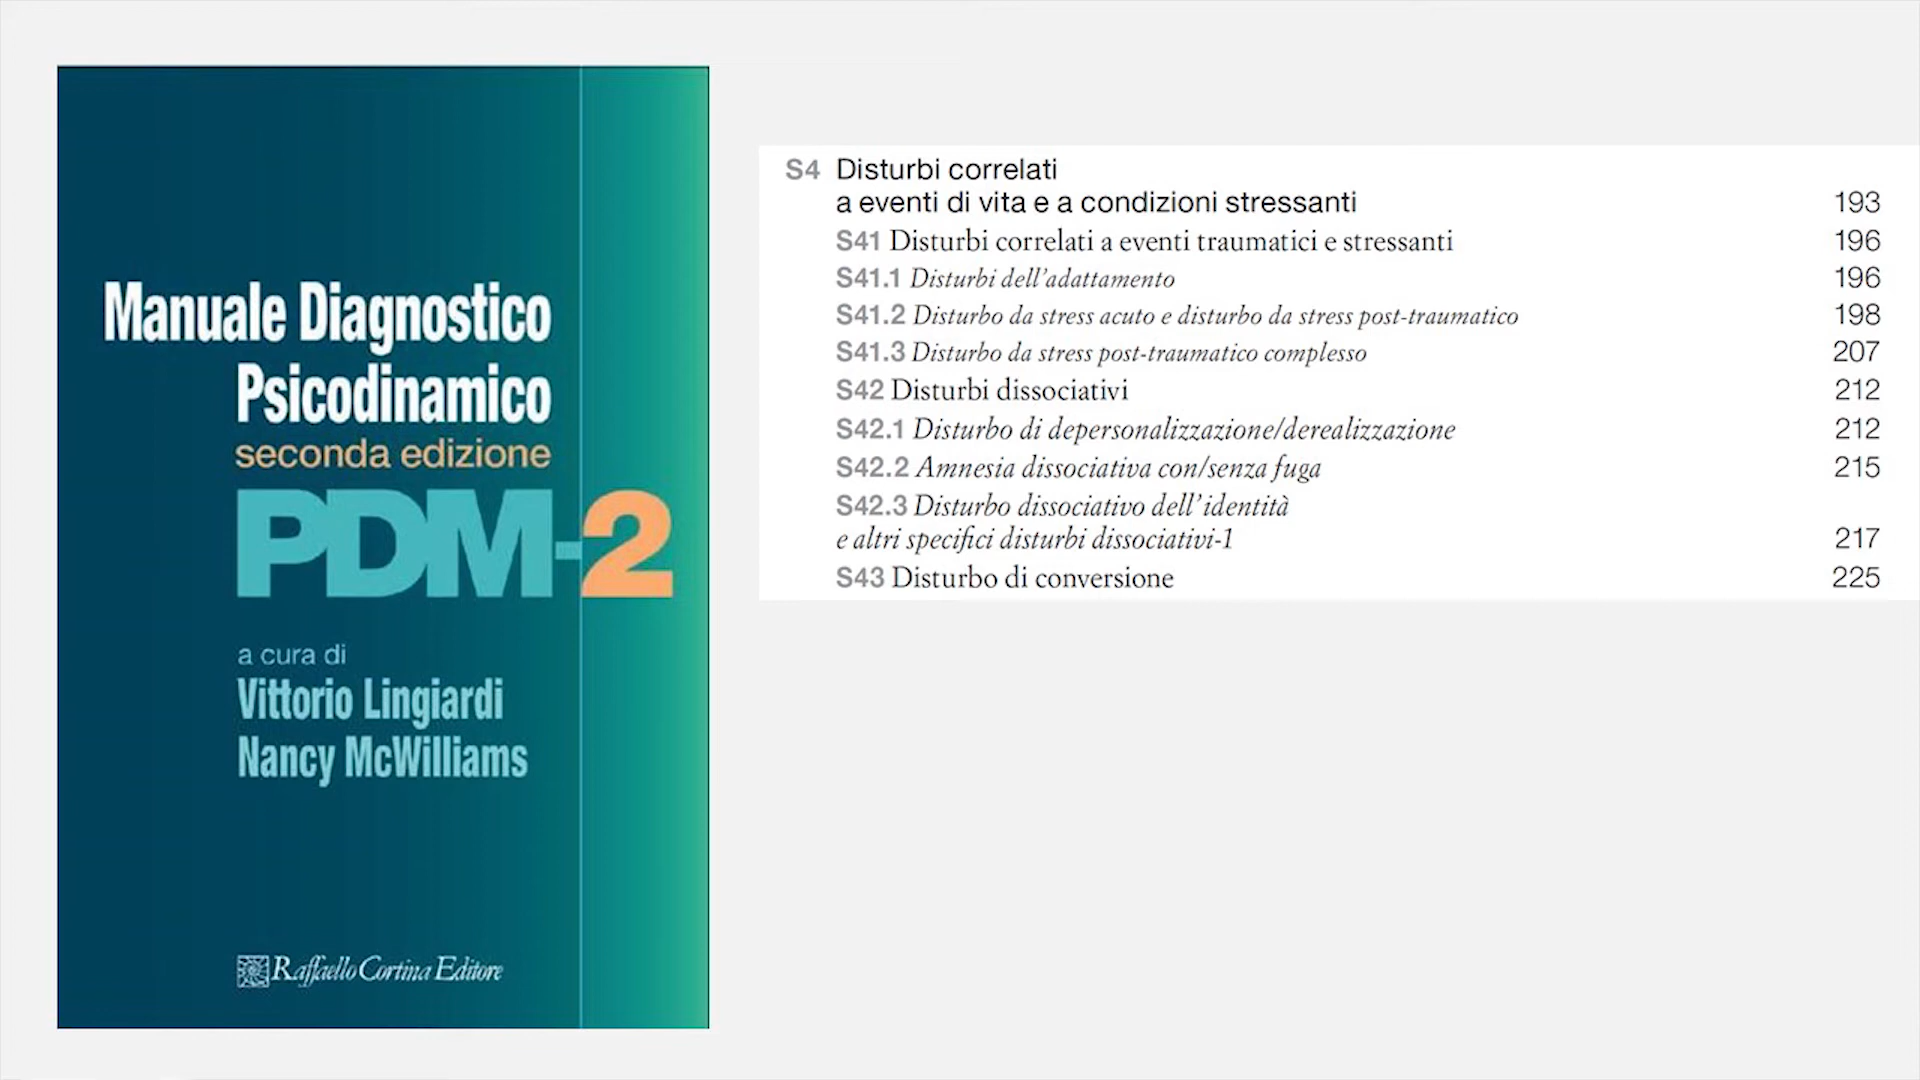 Manuale Diagnostico
Psicodinamico
seconda edizione
PDM-2
a cura di
Vittorio Lingiardi
Nancy McWilliams
Raffaello Cortina Editore
S4 Disturbi correlati
a eventi di vita e a condizioni stressanti 193
S41 Disturbi correlati a eventi traumatici e stressanti 196
S41.1 Disturbi dell'adattamento 196
S41.2 Disturbo da stress acuto e disturbo da stress post-traumatico 198
S41.3 Disturbo da stress post-traumatico complesso 207
S42 Disturbi dissociativi 212
S42.1 Disturbo di depersonalizzazione/derealizzazione 212
S42.2 Amnesia dissociativa con/senza fuga 215
S42.3 Disturbo dissociativo dell'identità
e altri specifici disturbi dissociativi-1 217
S43 Disturbo di conversione 225